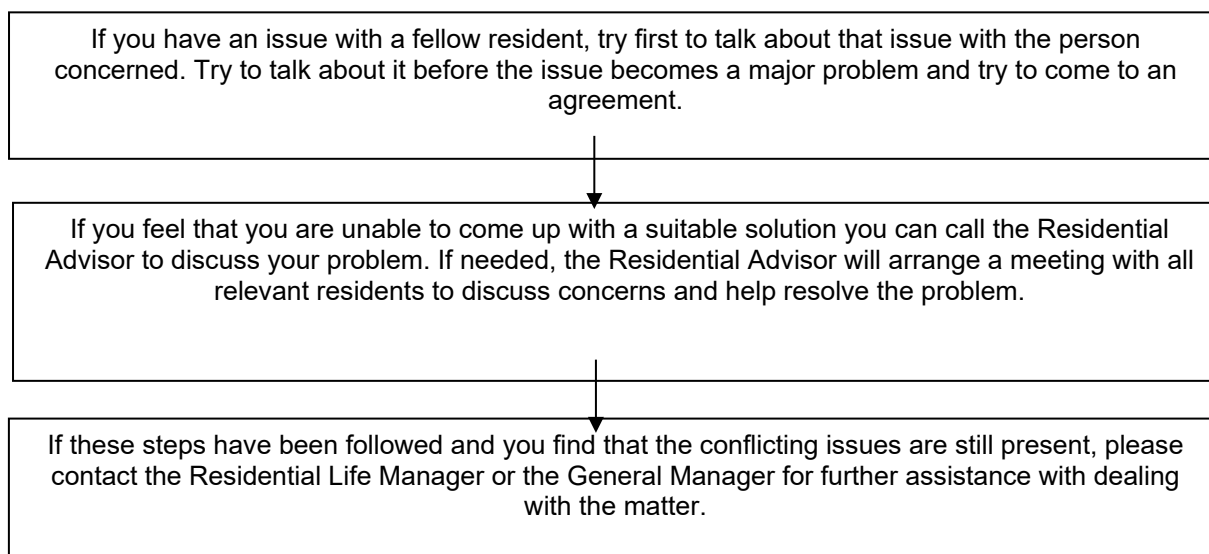 If you have an issue with a fellow resident, try first to talk about that issue with the person
concerned. Try to talk about it before the issue becomes a major problem and try to come to an
agreement.
If you feel that you are unable to come up with a suitable solution you can call the Residential
Advisor to discuss your problem. If needed, the Residential Advisor will arrange a meeting with all
relevant residents to discuss concerns and help resolve the problem.
If these steps have been followed and you find that the conflicting issues are still present, please
contact the Residential Life Manager or the General Manager for further assistance with dealing
with the matter.